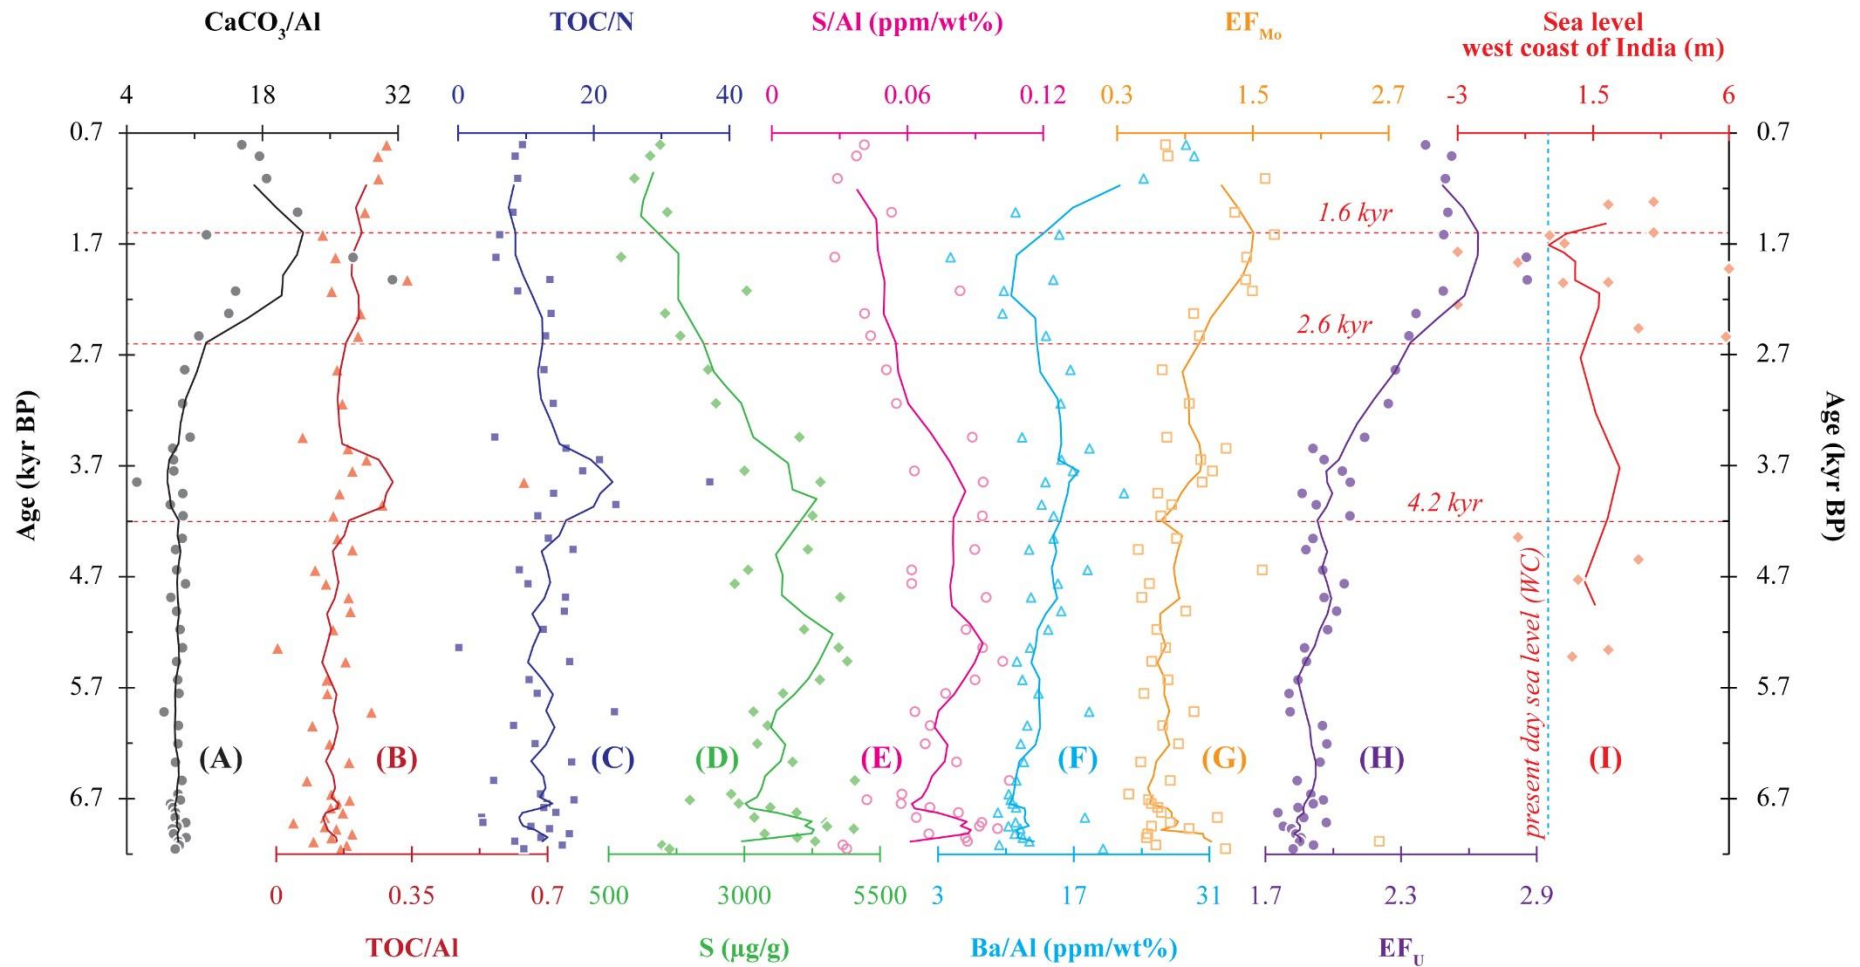 CaCO₃/Al TOC/N S/Al (ppm/wt%) EF_Mo Sea level
west coast of India (m)
4 18 32 0 20 40 0 0.06 0.12 0.3 1.5 2.7 -3 1.5 6
0.7 0.7
1.6 kyr
1.7 1.7
2.6 kyr
2.7 2.7
Age (kyr BP)
Age (kyr BP)
3.7 3.7
4.2 kyr
4.7 4.7
present day sea level (WC)
5.7 5.7
(A) (B) (C) (D) (E) (F) (G) (H) (I)
6.7 6.7
0 0.35 0.7 500 3000 5500 3 17 31 1.7 2.3 2.9
TOC/Al S (µg/g) Ba/Al (ppm/wt%) EF_U